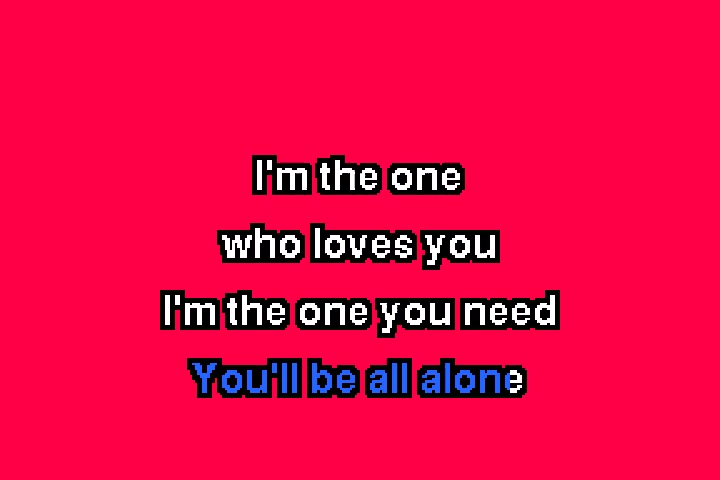 I'm the one
who loves you
I'm the one you need
You'll be all alone